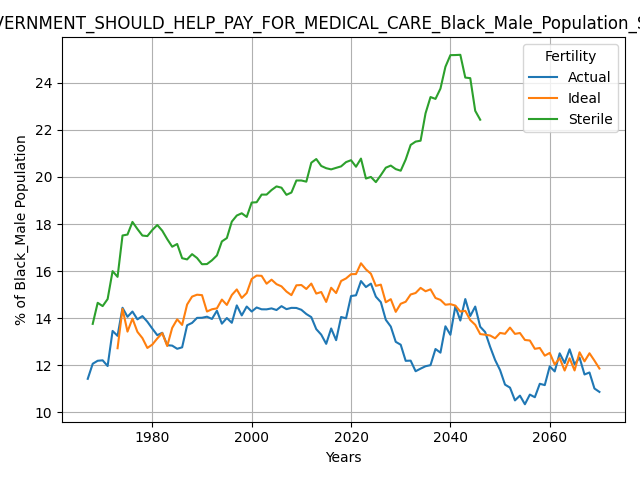 VERNMENT_SHOULD_HELP_PAY_FOR_MEDICAL_CARE_Black_Male_Population_S
Fertility
Actual
Ideal
Sterile
% of Black_Male Population
24
22
20
18
16
14
12
10
1980 2000 2020 2040 2060
Years